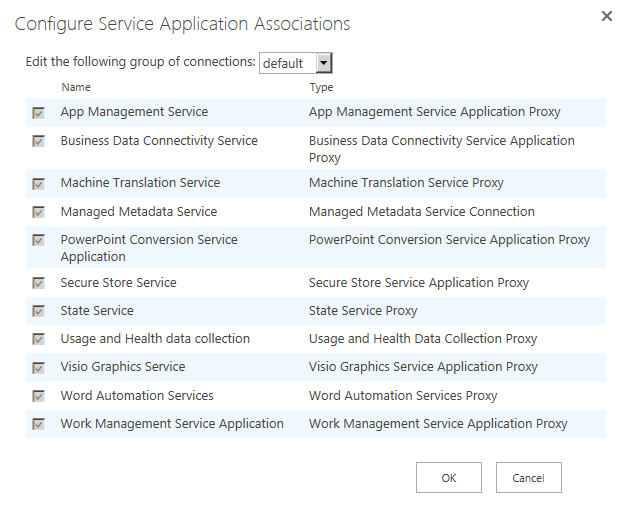 Configure Service Application Associations
Edit the following group of connections: default
Name Type
App Management Service App Management Service Application Proxy
Business Data Connectivity Service Business Data Connectivity Service Application
Proxy
Machine Translation Service Machine Translation Service Proxy
Managed Metadata Service Managed Metadata Service Connection
PowerPoint Conversion Service PowerPoint Conversion Service Application Proxy
Application
Secure Store Service Secure Store Service Application Proxy
State Service State Service Proxy
Usage and Health data collection Usage and Health Data Collection Proxy
Visio Graphics Service Visio Graphics Service Application Proxy
Word Automation Services Word Automation Services Proxy
Work Management Service Application Work Management Service Application Proxy
OK Cancel